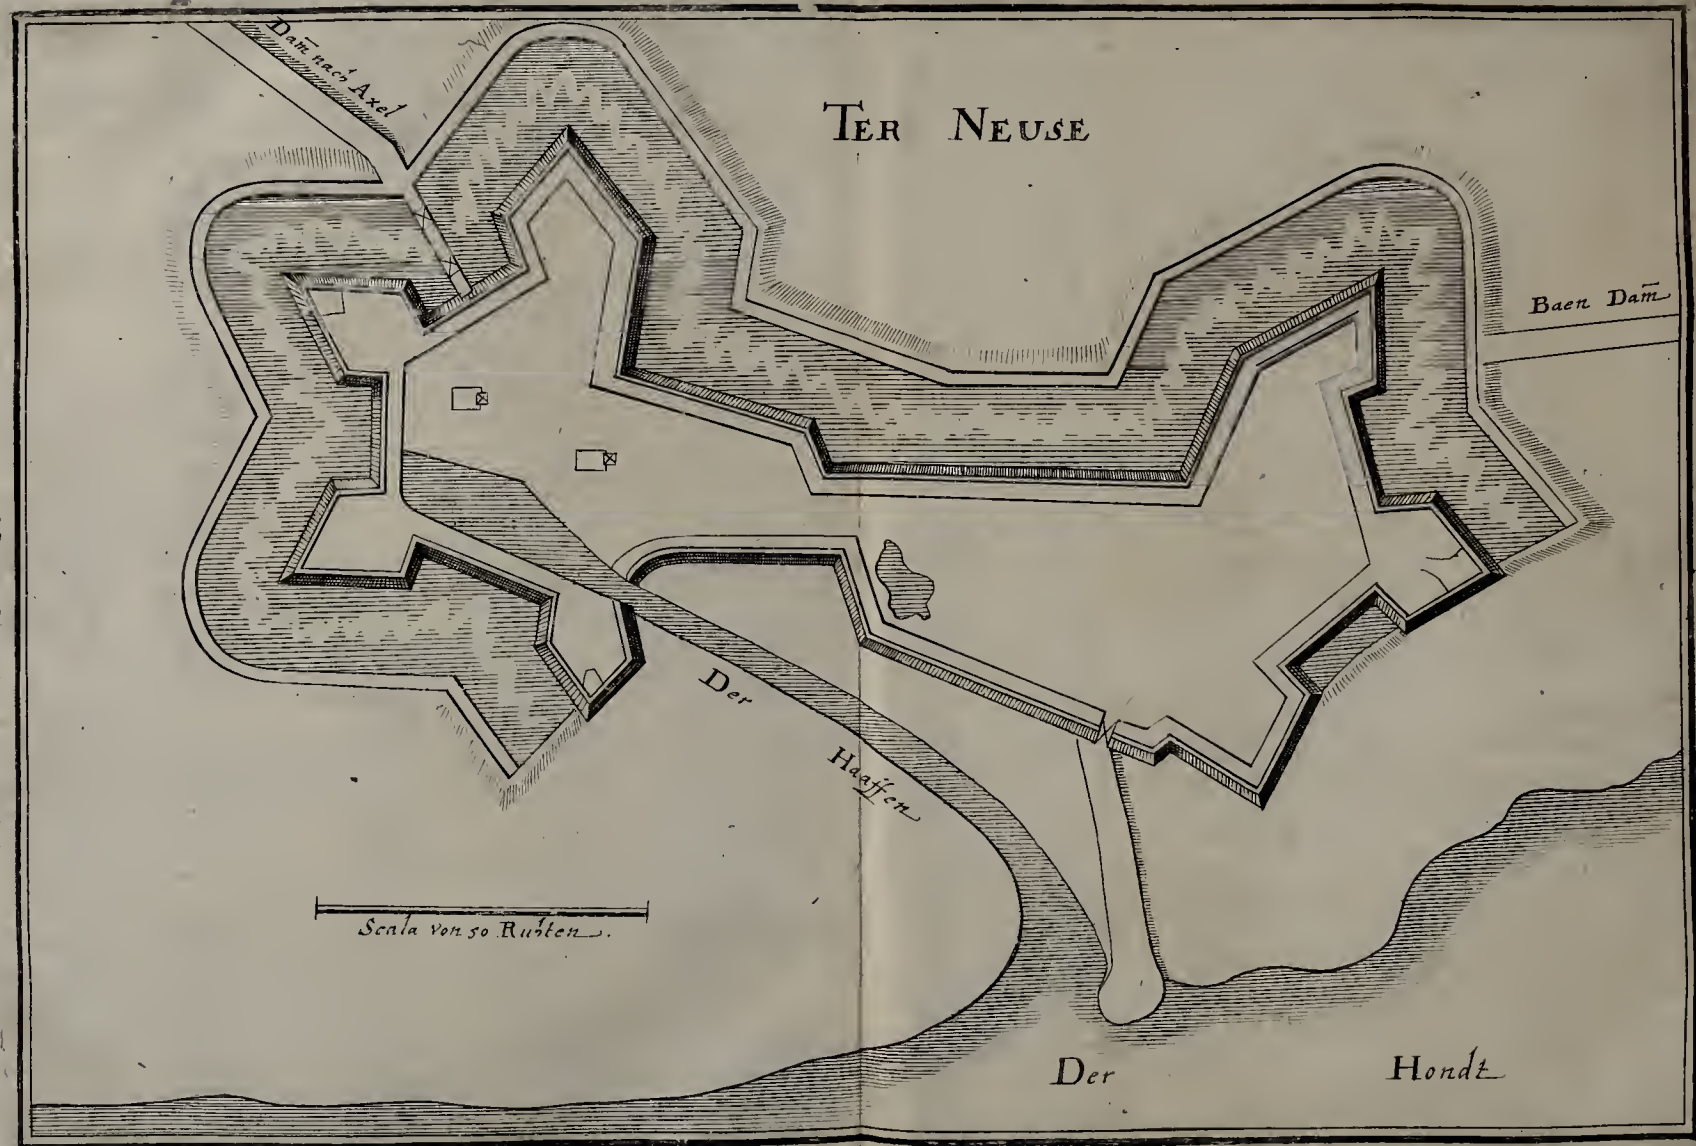 Dam̄ nach Axel
TER NEUSE
Baen Dam̄
Der
Haaffen
Scala von 50 Ruhten.
Der Hondt